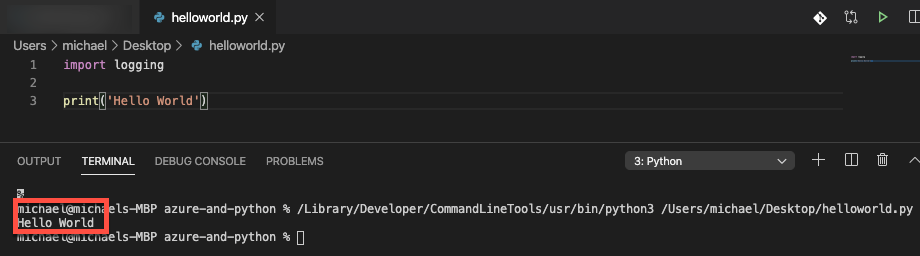 helloworld.py
Users > michael > Desktop > helloworld.py
1 import logging
2
3 print('Hello World')
OUTPUT TERMINAL DEBUG CONSOLE PROBLEMS 3: Python
%
michael@michaels-MBP azure-and-python % /Library/Developer/CommandLineTools/usr/bin/python3 /Users/michael/Desktop/helloworld.py
Hello World
michael@michaels-MBP azure-and-python %